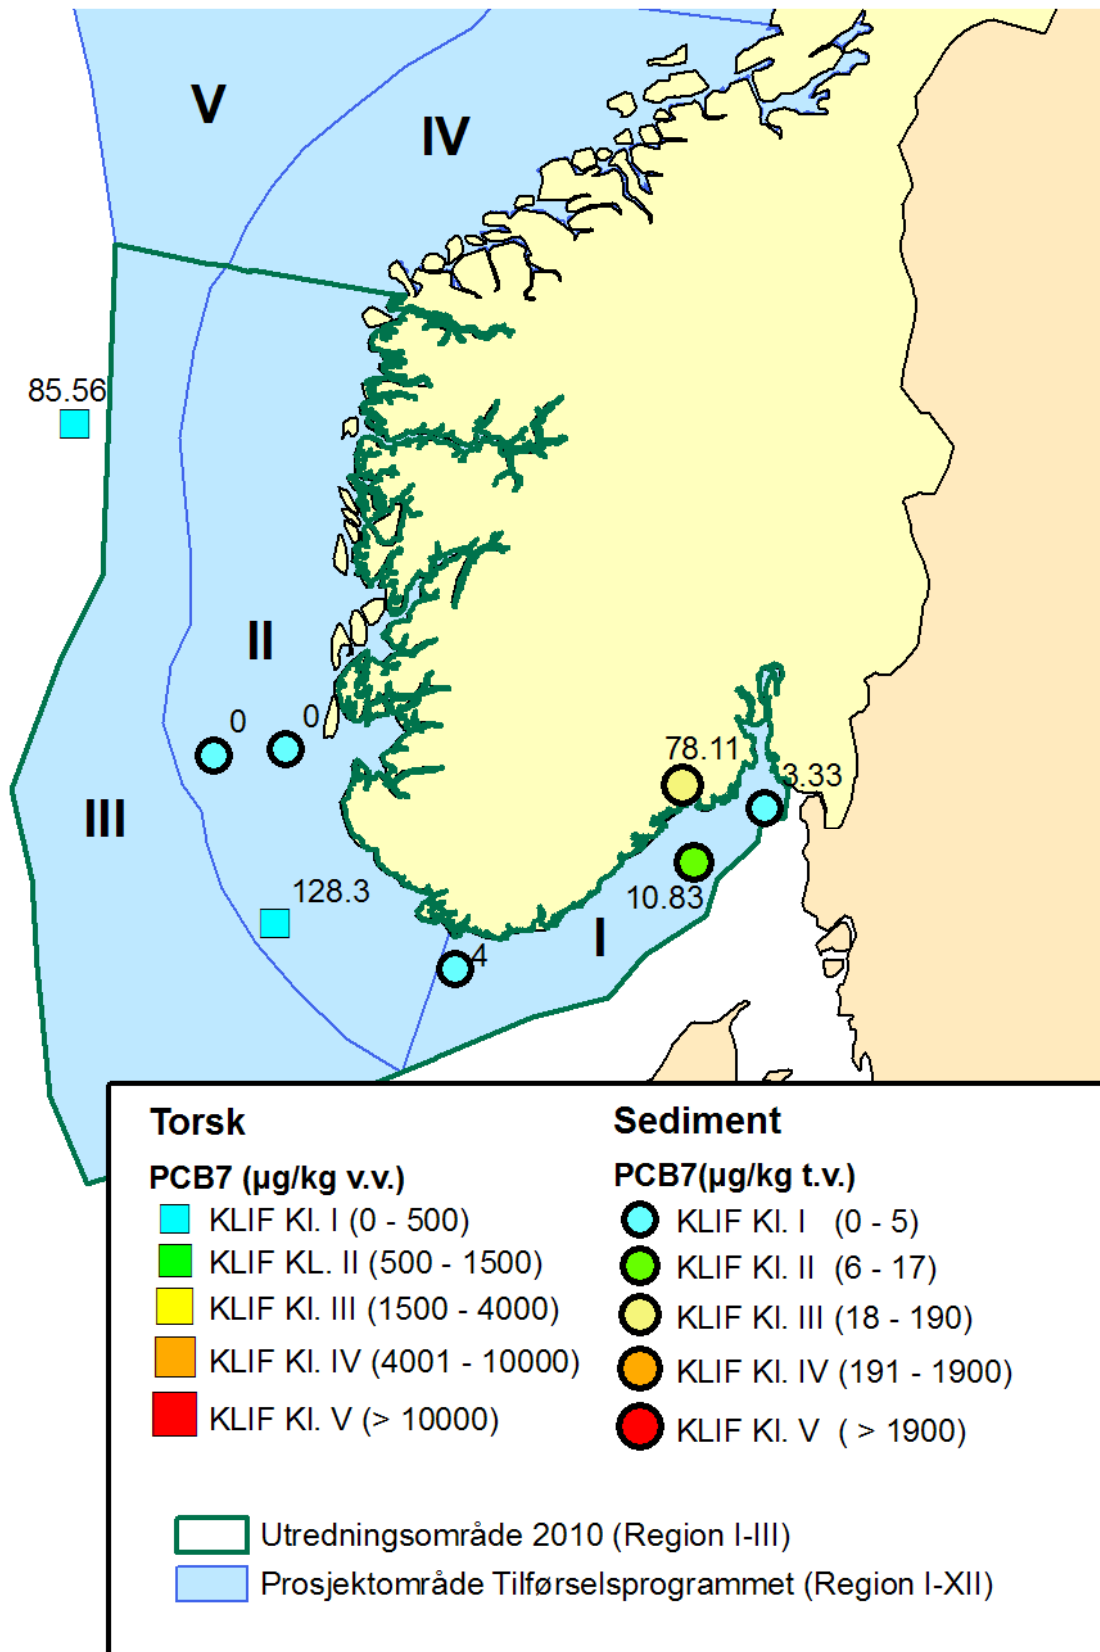 V
IV
85.56
II
0
0
78.11
3.33
III
128.3
10.83
I
4
Torsk
PCB7 (µg/kg v.v.)
KLIF Kl. I (0 - 500)
KLIF KL. II (500 - 1500)
KLIF Kl. III (1500 - 4000)
KLIF Kl. IV (4001 - 10000)
KLIF Kl. V (> 10000)
Sediment
PCB7(µg/kg t.v.)
KLIF Kl. I (0 - 5)
KLIF Kl. II (6 - 17)
KLIF Kl. III (18 - 190)
KLIF Kl. IV (191 - 1900)
KLIF Kl. V ( > 1900)
Utredningsområde 2010 (Region I-III)
Prosjektområde Tilførselsprogrammet (Region I-XII)